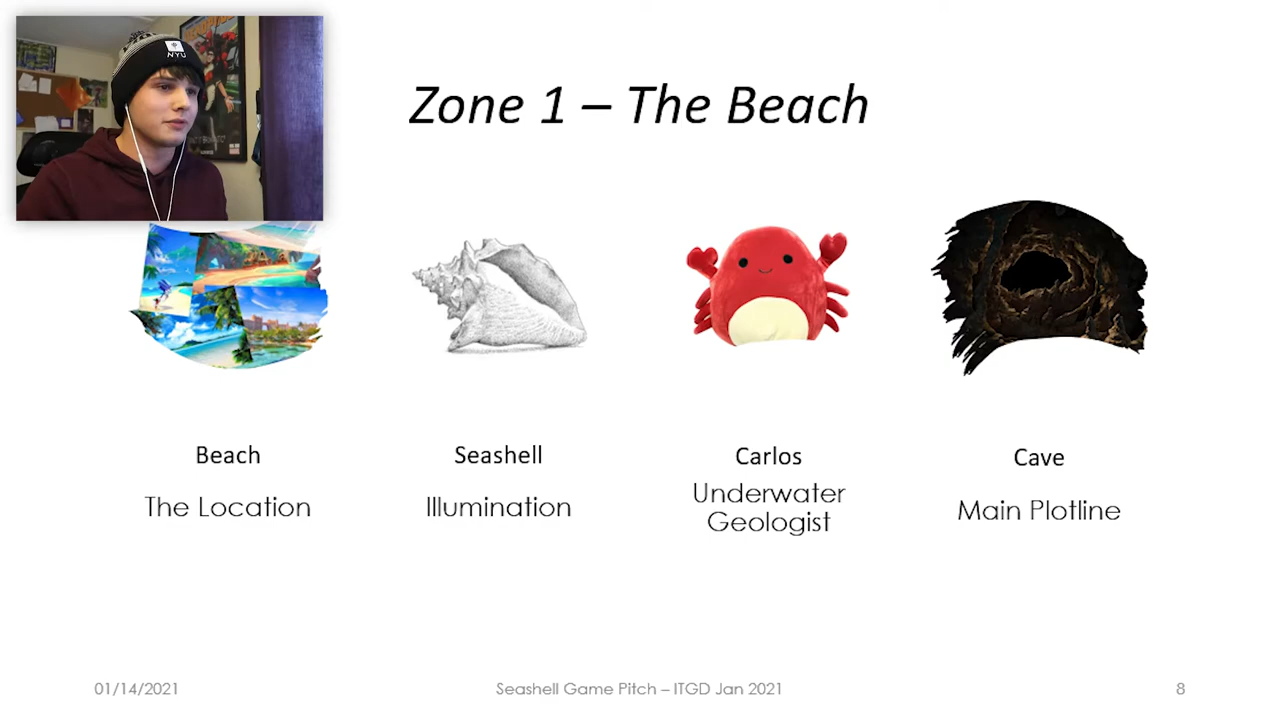 NYU
Zone 1 – The Beach
Beach
The Location
Seashell
Illumination
Carlos
Underwater
Geologist
Cave
Main Plotline
01/14/2021
Seashell Game Pitch – ITGD Jan 2021
8